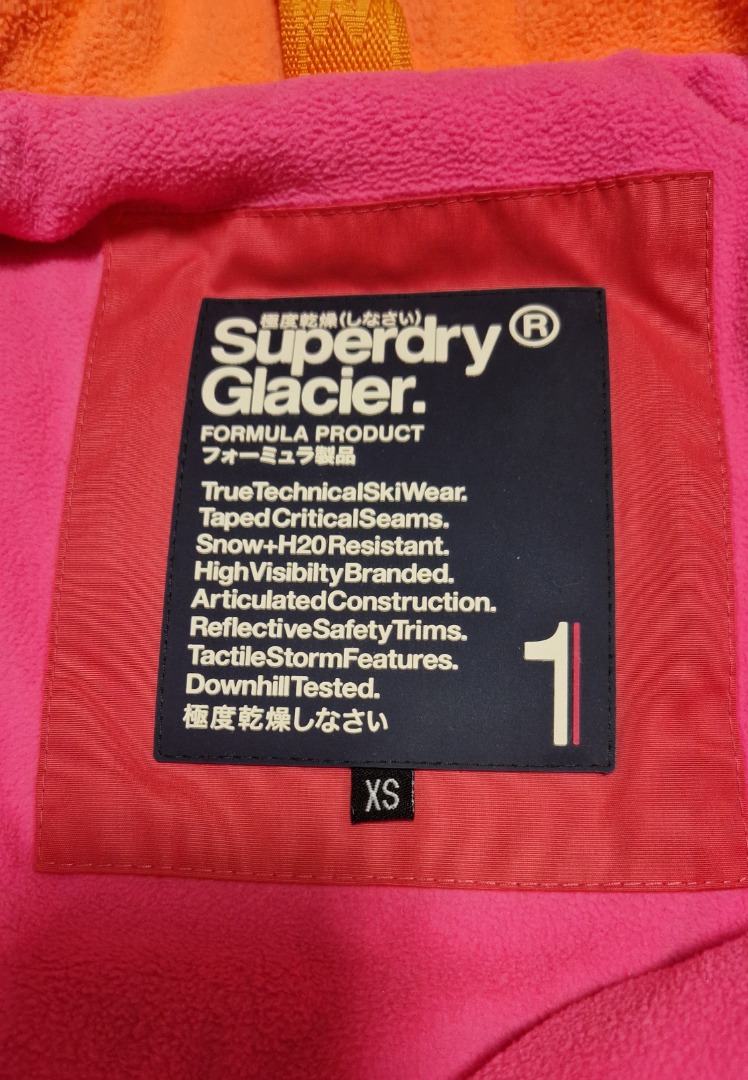 極度乾燥(しなさい)
Superdry®
Glacier.
FORMULA PRODUCT
フォーミュラ製品
TrueTechnicalSkiWear.
TapedCriticalSeams.
Snow+H20Resistant.
HighVisibiltyBranded.
ArticulatedConstruction.
ReflectiveSafetyTrims.
TactileStormFeatures.
DownhillTested.
極度乾燥しなさい
1
XS